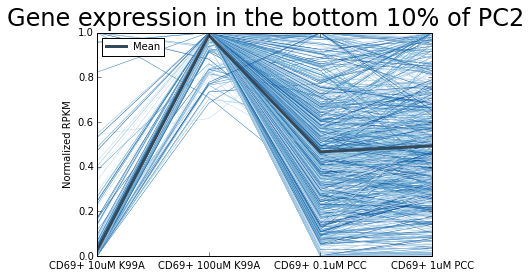 Gene expression in the bottom 10% of PC2
1.0
Mean
0.8
0.6
Normalized RPKM
0.4
0.2
0.0
CD69+ 10uM K99A CD69+ 100uM K99A CD69+ 0.1uM PCC CD69+ 1uM PCC